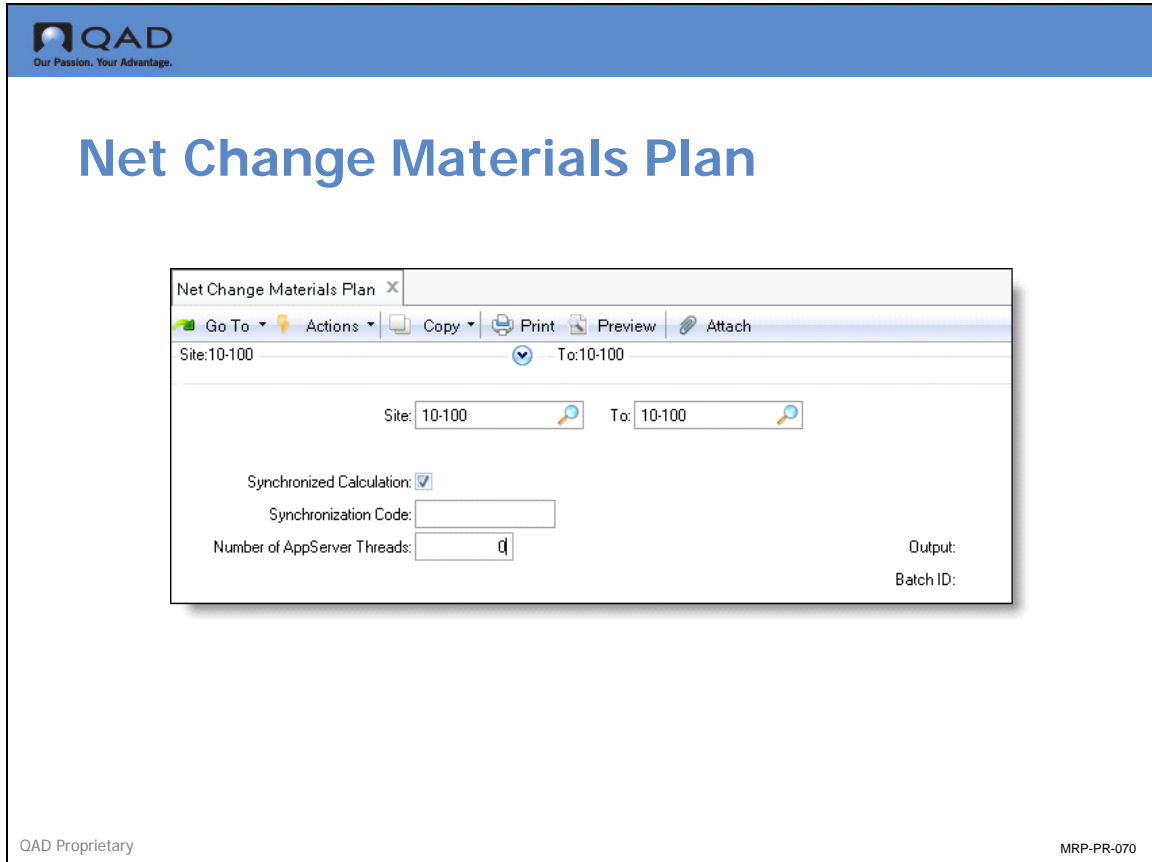 QAD
Our Passion. Your Advantage.
Net Change Materials Plan
Net Change Materials Plan
Go To Actions Copy Print Preview Attach
Site:10-100 To:10-100
Site: 10-100 To: 10-100
Synchronized Calculation:
Synchronization Code:
Number of AppServer Threads: 0 Output:
Batch ID:
QAD Proprietary MRP-PR-070